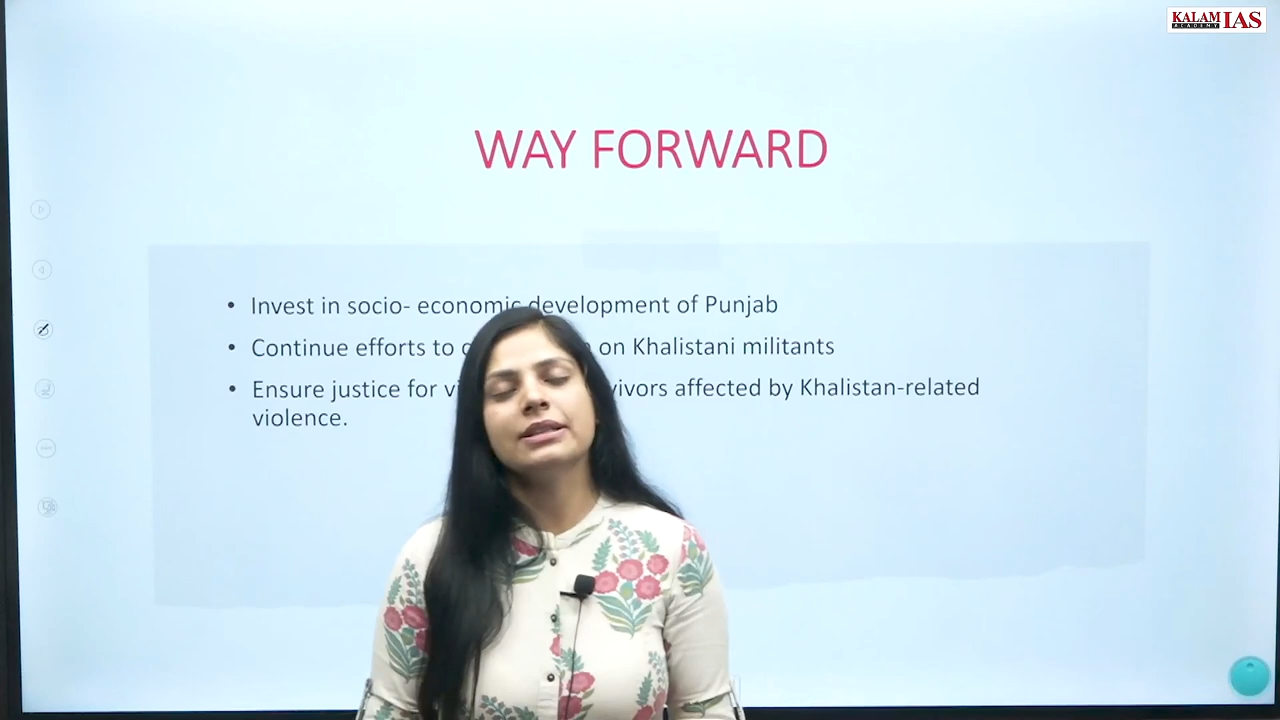 KALAM IAS
ACADEMY
WAY FORWARD
• Invest in socio- economic development of Punjab
• Continue efforts to on Khalistani militants
• Ensure justice for affected by Khalistan-related
violence.